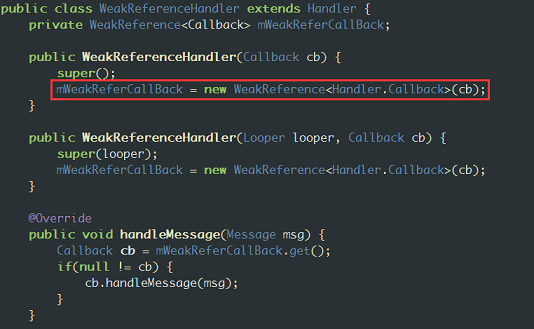 public class WeakReferenceHandler extends Handler {
    private WeakReference<Callback> mWeakReferCallBack;
    public WeakReferenceHandler(Callback cb) {
        super();
        mWeakReferCallBack = new WeakReference<Handler.Callback>(cb);
    }
    public WeakReferenceHandler(Looper looper, Callback cb) {
        super(looper);
        mWeakReferCallBack = new WeakReference<Handler.Callback>(cb);
    }
    @Override
    public void handleMessage(Message msg) {
        Callback cb = mWeakReferCallBack.get();
        if(null != cb) {
            cb.handleMessage(msg);
        }
    }